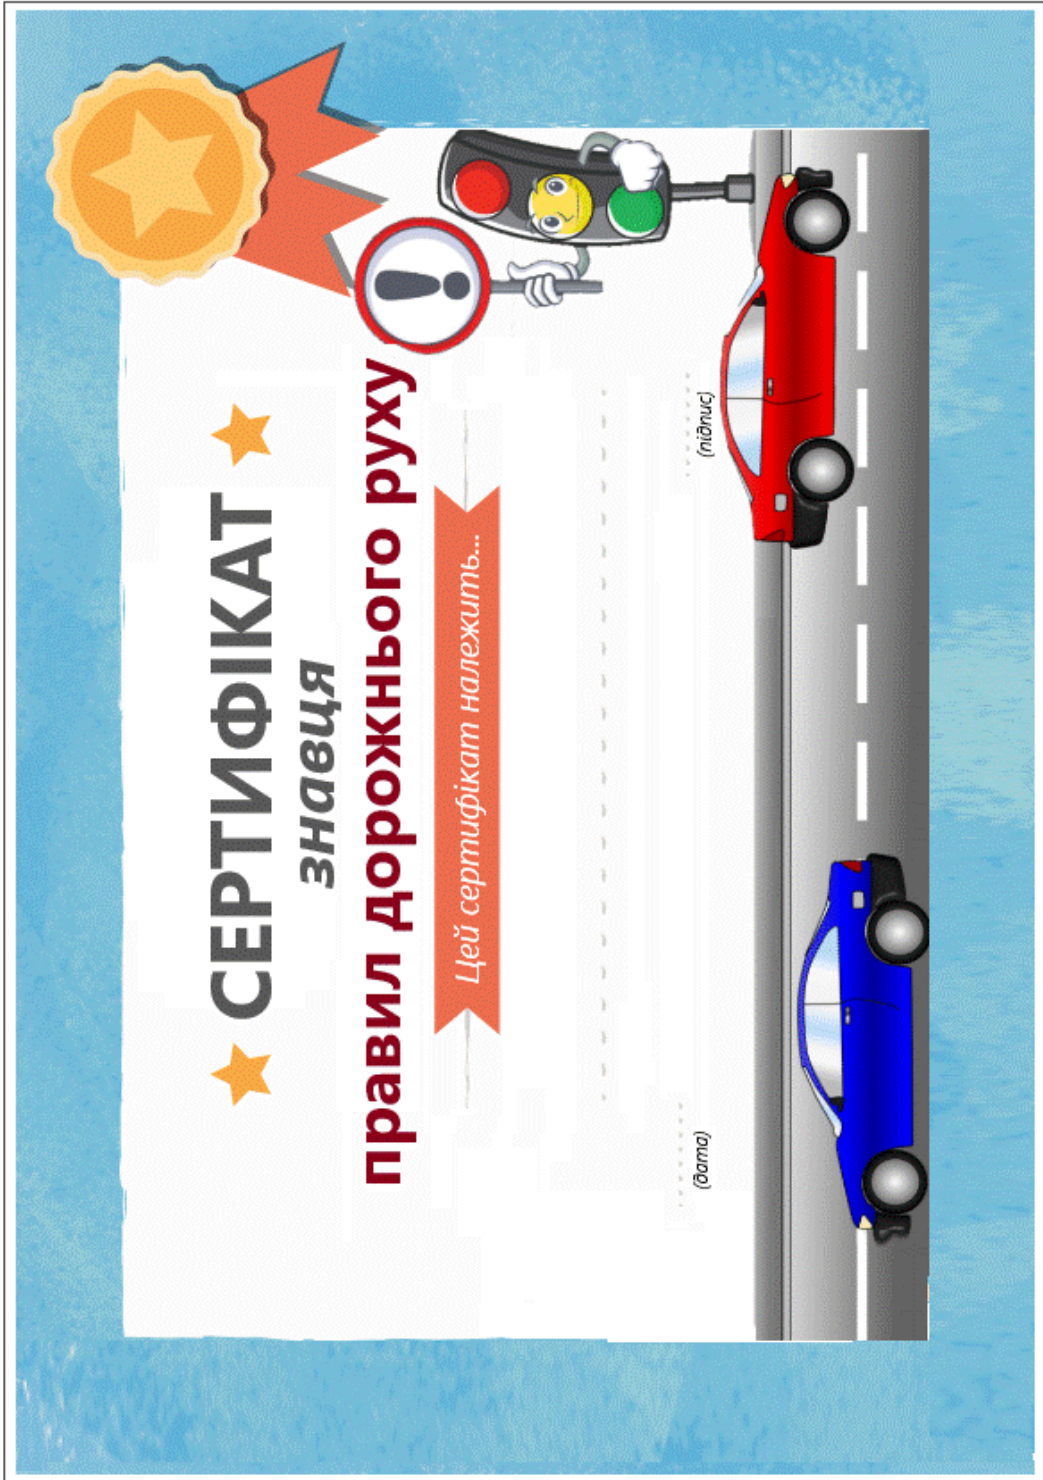 СЕРТИФІКАТ
знавця
правил дорожнього руху
Цей сертифікат належить...
(дата)
(підпис)